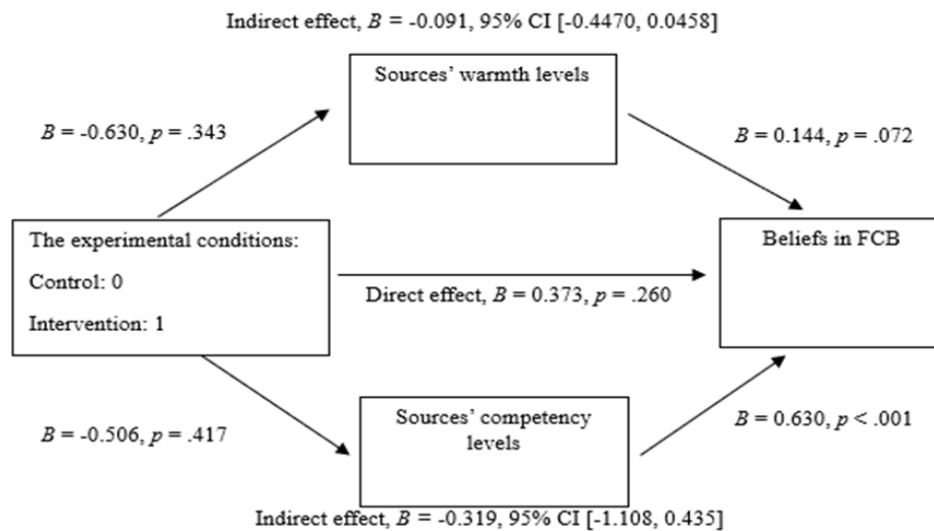 Indirect effect, B = -0.091, 95% CI [-0.4470, 0.0458]
Sources’ warmth levels
B = -0.630, p = .343
B = 0.144, p = .072
The experimental conditions:
Control: 0
Intervention: 1
Beliefs in FCB
Direct effect, B = 0.373, p = .260
Sources’ competency
levels
B = -0.506, p = .417
B = 0.630, p < .001
Indirect effect, B = -0.319, 95% CI [-1.108, 0.435]